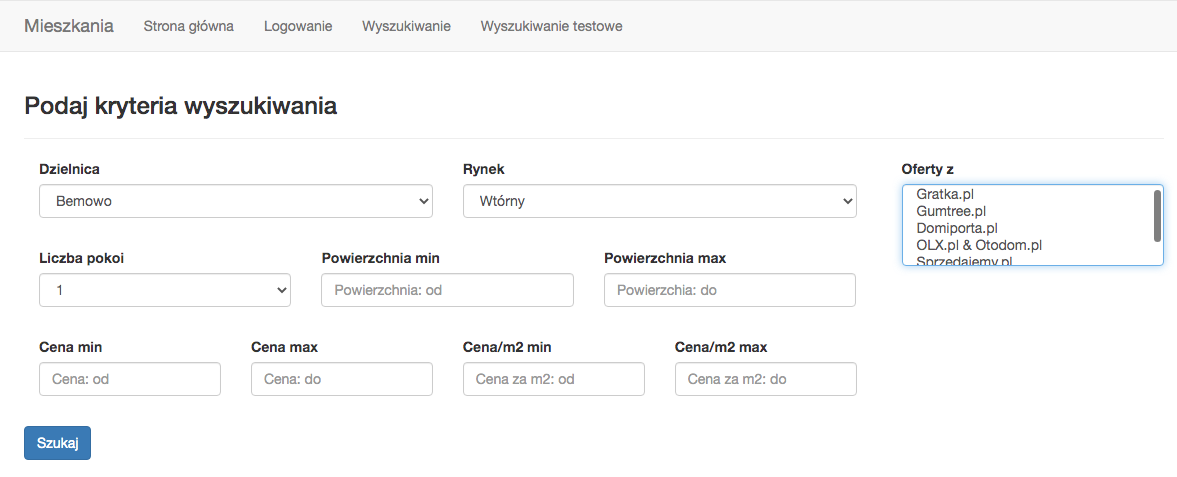 Mieszkania Strona główna Logowanie Wyszukiwanie Wyszukiwanie testowe
Podaj kryteria wyszukiwania
Dzielnica Rynek Oferty z
Bemowo Wtórny
Gratka.pl
Gumtree.pl
Domiporta.pl
OLX.pl & Otodom.pl
Sprzedajemy.pl
Liczba pokoi Powierzchnia min Powierzchnia max
1 Powierzchnia: od Powierzchia: do
Cena min Cena max Cena/m2 min Cena/m2 max
Cena: od Cena: do Cena za m2: od Cena za m2: do
Szukaj